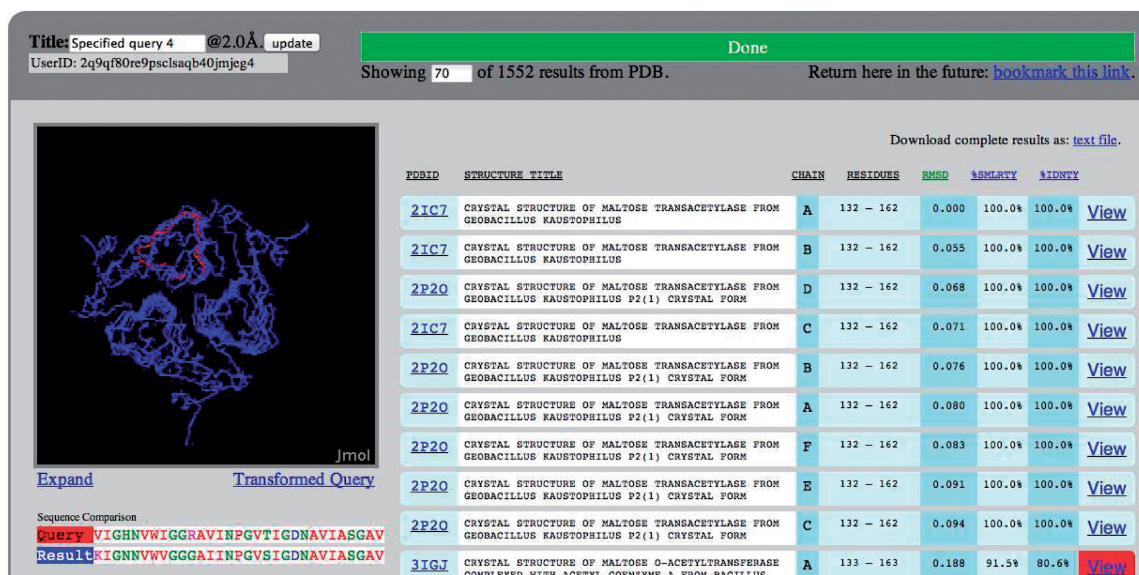 Title: Specified query 4 @2.0Å. update
UserID: 2q9qf80re9psclsaqb40jmjeg4
Done
Showing 70 of 1552 results from PDB. Return here in the future: bookmark this link.
Jmol
Expand Transformed Query
Sequence Comparison
Query VIGHNVWIGGRAVINPGVTIGDNAVIASGAV
Result KIGNNVWVGGGAIINPGVSIGDNAVIASGAV
Download complete results as: text file.
PDBID STRUCTURE TITLE CHAIN RESIDUES RMSD %SMLRTY %IDNTY
2IC7 CRYSTAL STRUCTURE OF MALTOSE TRANSACETYLASE FROM A 132 – 162 0.000 100.0% 100.0% View
GEOBACILLUS KAUSTOPHILUS
2IC7 CRYSTAL STRUCTURE OF MALTOSE TRANSACETYLASE FROM B 132 – 162 0.055 100.0% 100.0% View
GEOBACILLUS KAUSTOPHILUS
2P2O CRYSTAL STRUCTURE OF MALTOSE TRANSACETYLASE FROM D 132 – 162 0.068 100.0% 100.0% View
GEOBACILLUS KAUSTOPHILUS P2(1) CRYSTAL FORM
2IC7 CRYSTAL STRUCTURE OF MALTOSE TRANSACETYLASE FROM C 132 – 162 0.071 100.0% 100.0% View
GEOBACILLUS KAUSTOPHILUS
2P2O CRYSTAL STRUCTURE OF MALTOSE TRANSACETYLASE FROM B 132 – 162 0.076 100.0% 100.0% View
GEOBACILLUS KAUSTOPHILUS P2(1) CRYSTAL FORM
2P2O CRYSTAL STRUCTURE OF MALTOSE TRANSACETYLASE FROM A 132 – 162 0.080 100.0% 100.0% View
GEOBACILLUS KAUSTOPHILUS P2(1) CRYSTAL FORM
2P2O CRYSTAL STRUCTURE OF MALTOSE TRANSACETYLASE FROM F 132 – 162 0.083 100.0% 100.0% View
GEOBACILLUS KAUSTOPHILUS P2(1) CRYSTAL FORM
2P2O CRYSTAL STRUCTURE OF MALTOSE TRANSACETYLASE FROM E 132 – 162 0.091 100.0% 100.0% View
GEOBACILLUS KAUSTOPHILUS P2(1) CRYSTAL FORM
2P2O CRYSTAL STRUCTURE OF MALTOSE TRANSACETYLASE FROM C 132 – 162 0.094 100.0% 100.0% View
GEOBACILLUS KAUSTOPHILUS P2(1) CRYSTAL FORM
3IGJ CRYSTAL STRUCTURE OF MALTOSE O-ACETYLTRANSFERASE A 133 – 163 0.188 91.5% 80.6% View
COMPLEXED WITH ACETYL COENZYME A FROM BACILLUS